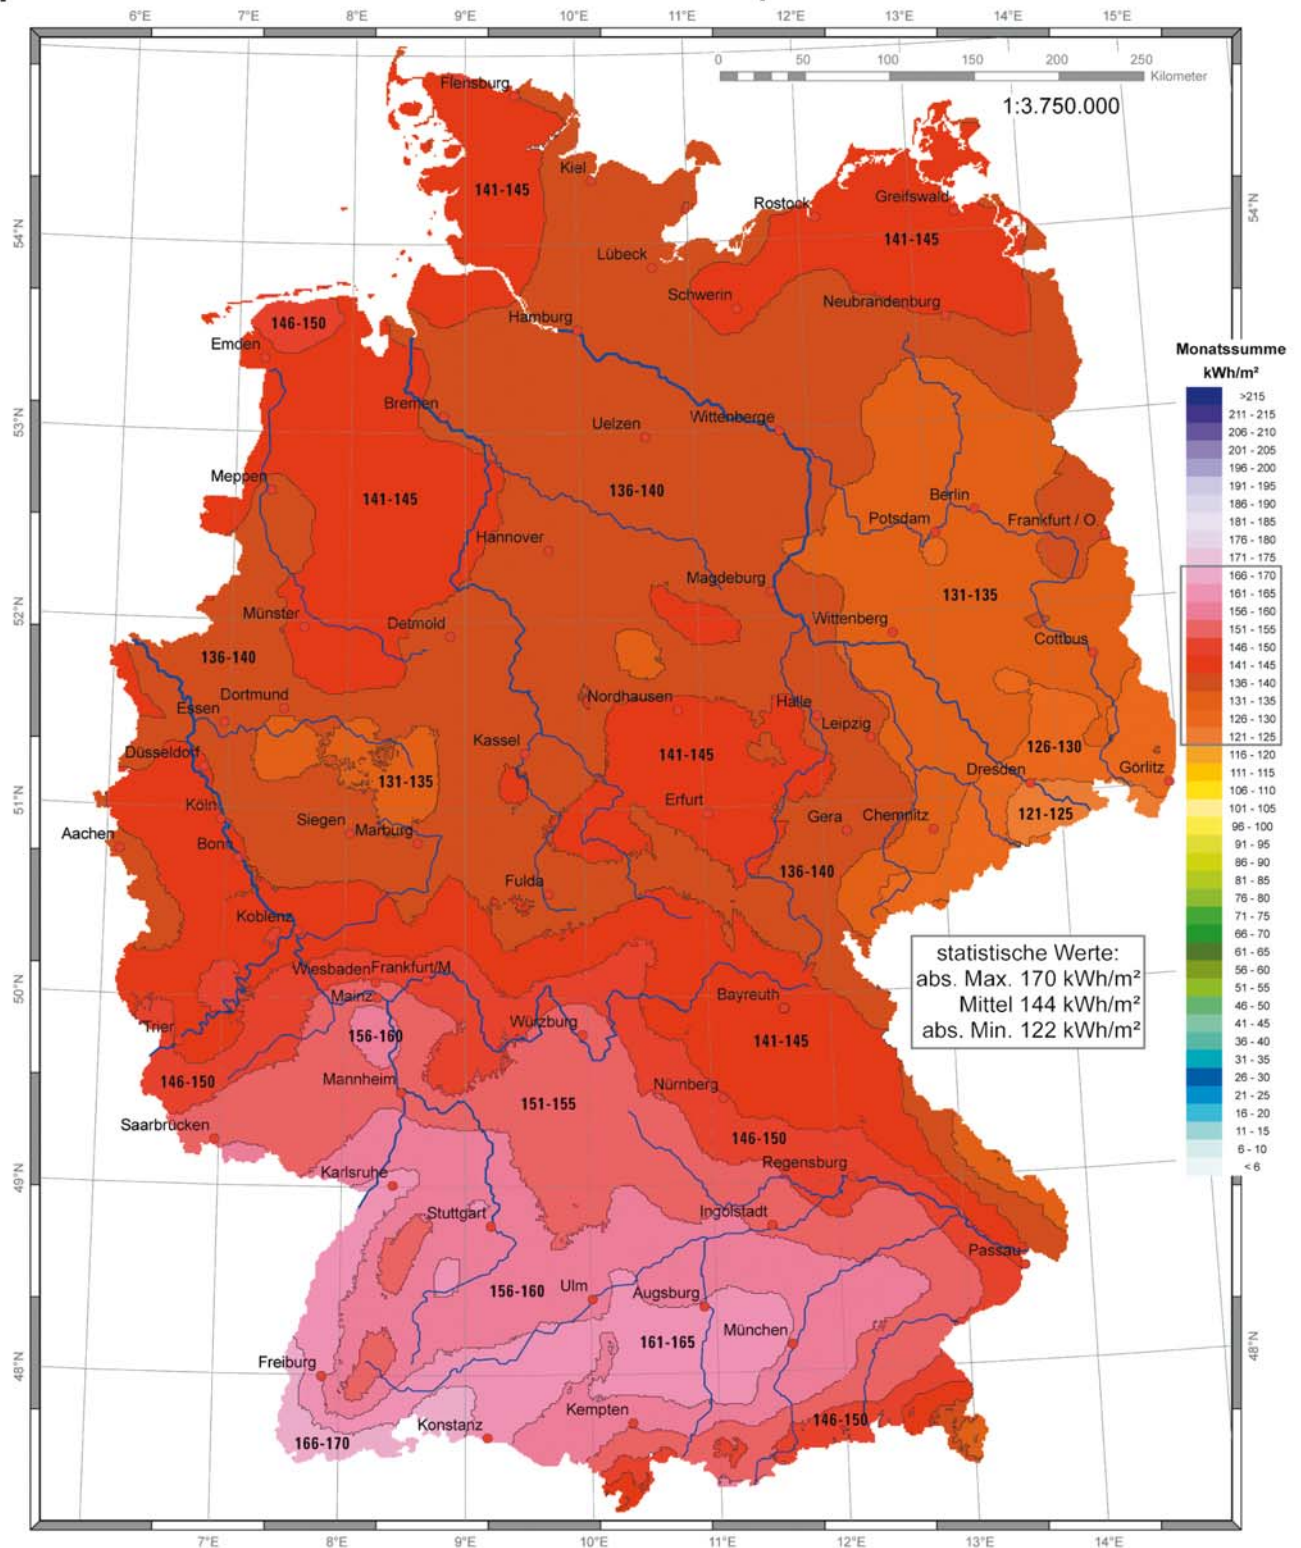 6°E 7°E 8°E 9°E 10°E 11°E 12°E 13°E 14°E 15°E
0 50 100 150 200 250 Kilometer
1:3.750.000
Flensburg
Kiel
141-145
Rostock
Greifswald
54°N
54°N
141-145
Lübeck
Schwerin
Neubrandenburg
Hamburg
146-150
Emden
53°N
Bremen
Uelzen
Wittenberge
Meppen
141-145
136-140
Berlin
Potsdam
Frankfurt / O.
Hannover
Magdeburg
131-135
52°N
Münster
Detmold
Wittenberg
Cottbus
136-140
Dortmund
Nordhausen
Halle
Essen
Leipzig
Düsseldorf
Kassel
141-145
126-130
131-135
Dresden
Görlitz
51°N
Köln
Erfurt
Siegen
Marburg
Gera
Chemnitz
121-125
Aachen
Bonn
Fulda
136-140
Koblenz
Wiesbaden
Frankfurt/M.
50°N
Mainz
Bayreuth
Trier
Würzburg
156-160
141-145
146-150
Mannheim
Nürnberg
151-155
Saarbrücken
146-150
Regensburg
49°N
Karlsruhe
Stuttgart
Ingolstadt
Passau
156-160
Ulm
Augsburg
München
161-165
48°N
48°N
Freiburg
Konstanz
Kempten
146-150
166-170
7°E 8°E 9°E 10°E 11°E 12°E 13°E 14°E
Monatssumme
kWh/m²
>215
211 - 215
206 - 210
201 - 205
196 - 200
191 - 195
186 - 190
181 - 185
176 - 180
171 - 175
166 - 170
161 - 165
156 - 160
151 - 155
146 - 150
141 - 145
136 - 140
131 - 135
126 - 130
121 - 125
116 - 120
111 - 115
106 - 110
101 - 105
96 - 100
91 - 95
86 - 90
81 - 85
76 - 80
71 - 75
66 - 70
61 - 65
56 - 60
51 - 55
46 - 50
41 - 45
36 - 40
31 - 35
26 - 30
21 - 25
16 - 20
11 - 15
6 - 10
< 6
statistische Werte:
abs. Max. 170 kWh/m²
Mittel 144 kWh/m²
abs. Min. 122 kWh/m²